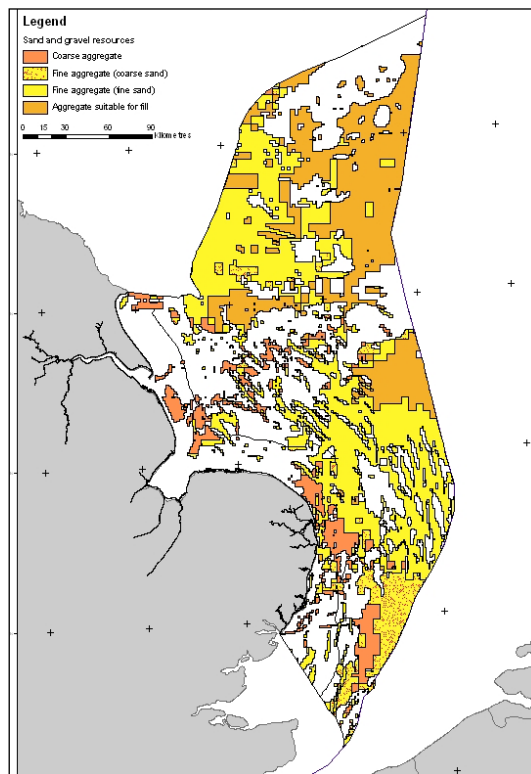 Legend
Sand and gravel resources
Coarse aggregate
Fine aggregate (coarse sand)
Fine aggregate (fine sand)
Aggregate suitable for fill
0 15 30 60 90
Kilometres